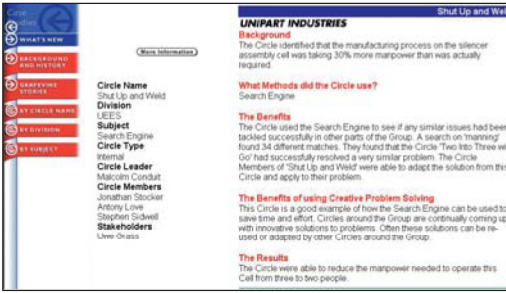 Case
Studies
WHAT'S NEW
BACKGROUND
AND HISTORY
GRAPEVINE
STORIES
BY CIRCLE NAME
BY DIVISION
BY SUBJECT
More Information
Circle Name
Shut Up and Weld
Division
UEES
Subject
Search Engine
Circle Type
Internal
Circle Leader
Malcolm Conduit
Circle Members
Jonathan Stocker
Antony Love
Stephen Sidwell
Stakeholders
Uwe Grass
Shut Up and Wel
UNIPART INDUSTRIES
Background
The Circle identified that the manufacturing process on the silencer
assembly cell was taking 30% more manpower than was actually
required.
What Methods did the Circle use?
Search Engine
The Benefits
The Circle used the Search Engine to see if any similar issues had been
tackled successfully in other parts of the Group. A search on 'manning'
found 34 different matches. They found that the Circle 'Two Into Three wi
Go' had successfully resolved a very similar problem. The Circle
Members of 'Shut Up and Weld' were able to adapt the solution from this
Circle and apply to their problem.
The Benefits of using Creative Problem Solving
This Circle is a good example of how the Search Engine can be used to
save time and effort. Circles around the Group are continually coming up
with innovative solutions to problems. Often these solutions can be re-
used or adapted by other Circles around the Group.
The Results
The Circle were able to reduce the manpower needed to operate this
Cell from three to two people.